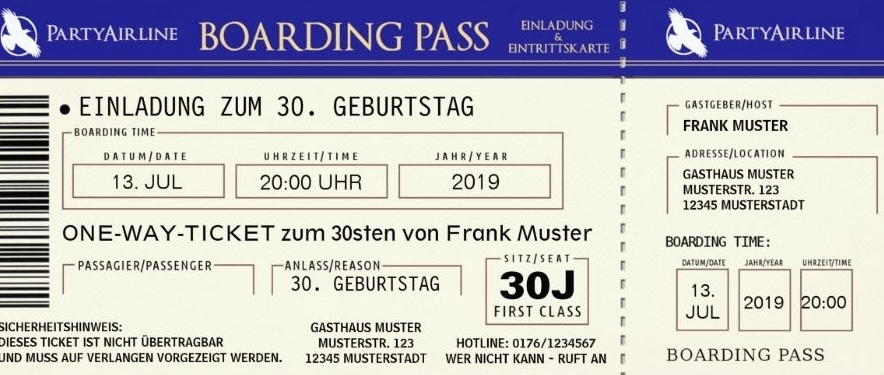 PARTYAIRLINE BOARDING PASS EINLADUNG
&
EINTRITTSKARTE
• EINLADUNG ZUM 30. GEBURTSTAG
BOARDING TIME
DATUM/DATE UHRZEIT/TIME JAHR/YEAR
13. JUL 20:00 UHR 2019
ONE-WAY-TICKET zum 30sten von Frank Muster
PASSAGIER/PASSENGER
ANLASS/REASON
30. GEBURTSTAG
SITZ/SEAT
30J
FIRST CLASS
SICHERHEITSHINWEIS:
DIESES TICKET IST NICHT ÜBERTRAGBAR
UND MUSS AUF VERLANGEN VORGEZEIGT WERDEN.
GASTHAUS MUSTER
MUSTERSTR. 123
12345 MUSTERSTADT
HOTLINE: 0176/1234567
WER NICHT KANN - RUFT AN
PARTYAIRLINE
GASTGEBER/HOST
FRANK MUSTER
ADRESSE/LOCATION
GASTHAUS MUSTER
MUSTERSTR. 123
12345 MUSTERSTADT
BOARDING TIME:
DATUM/DATE JAHR/YEAR UHRZEIT/TIME
13.
JUL
2019
20:00
BOARDING PASS